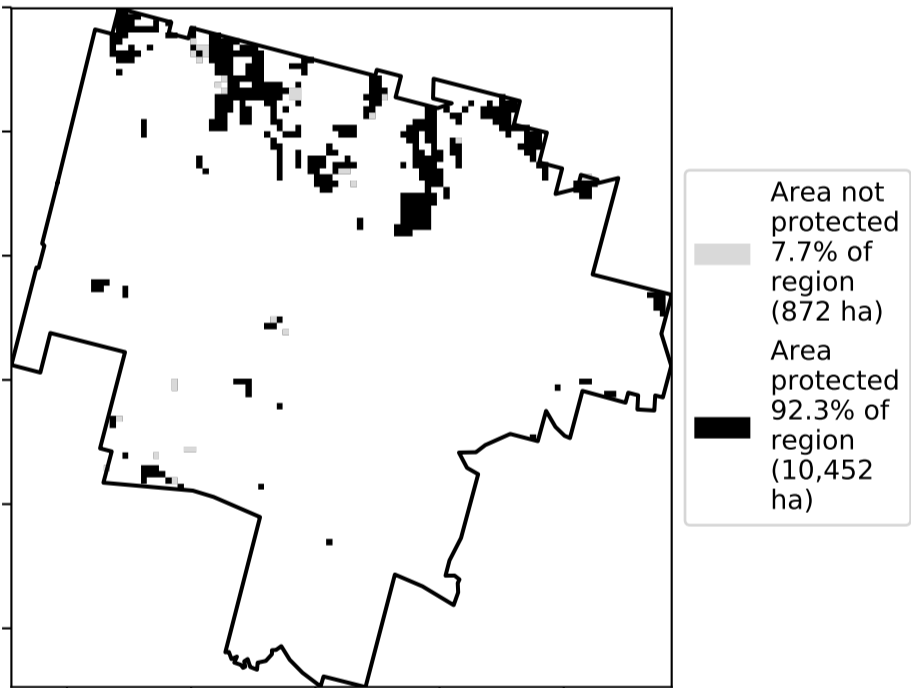 Area not
protected
7.7% of
region
(872 ha)
Area
protected
92.3% of
region
(10,452
ha)